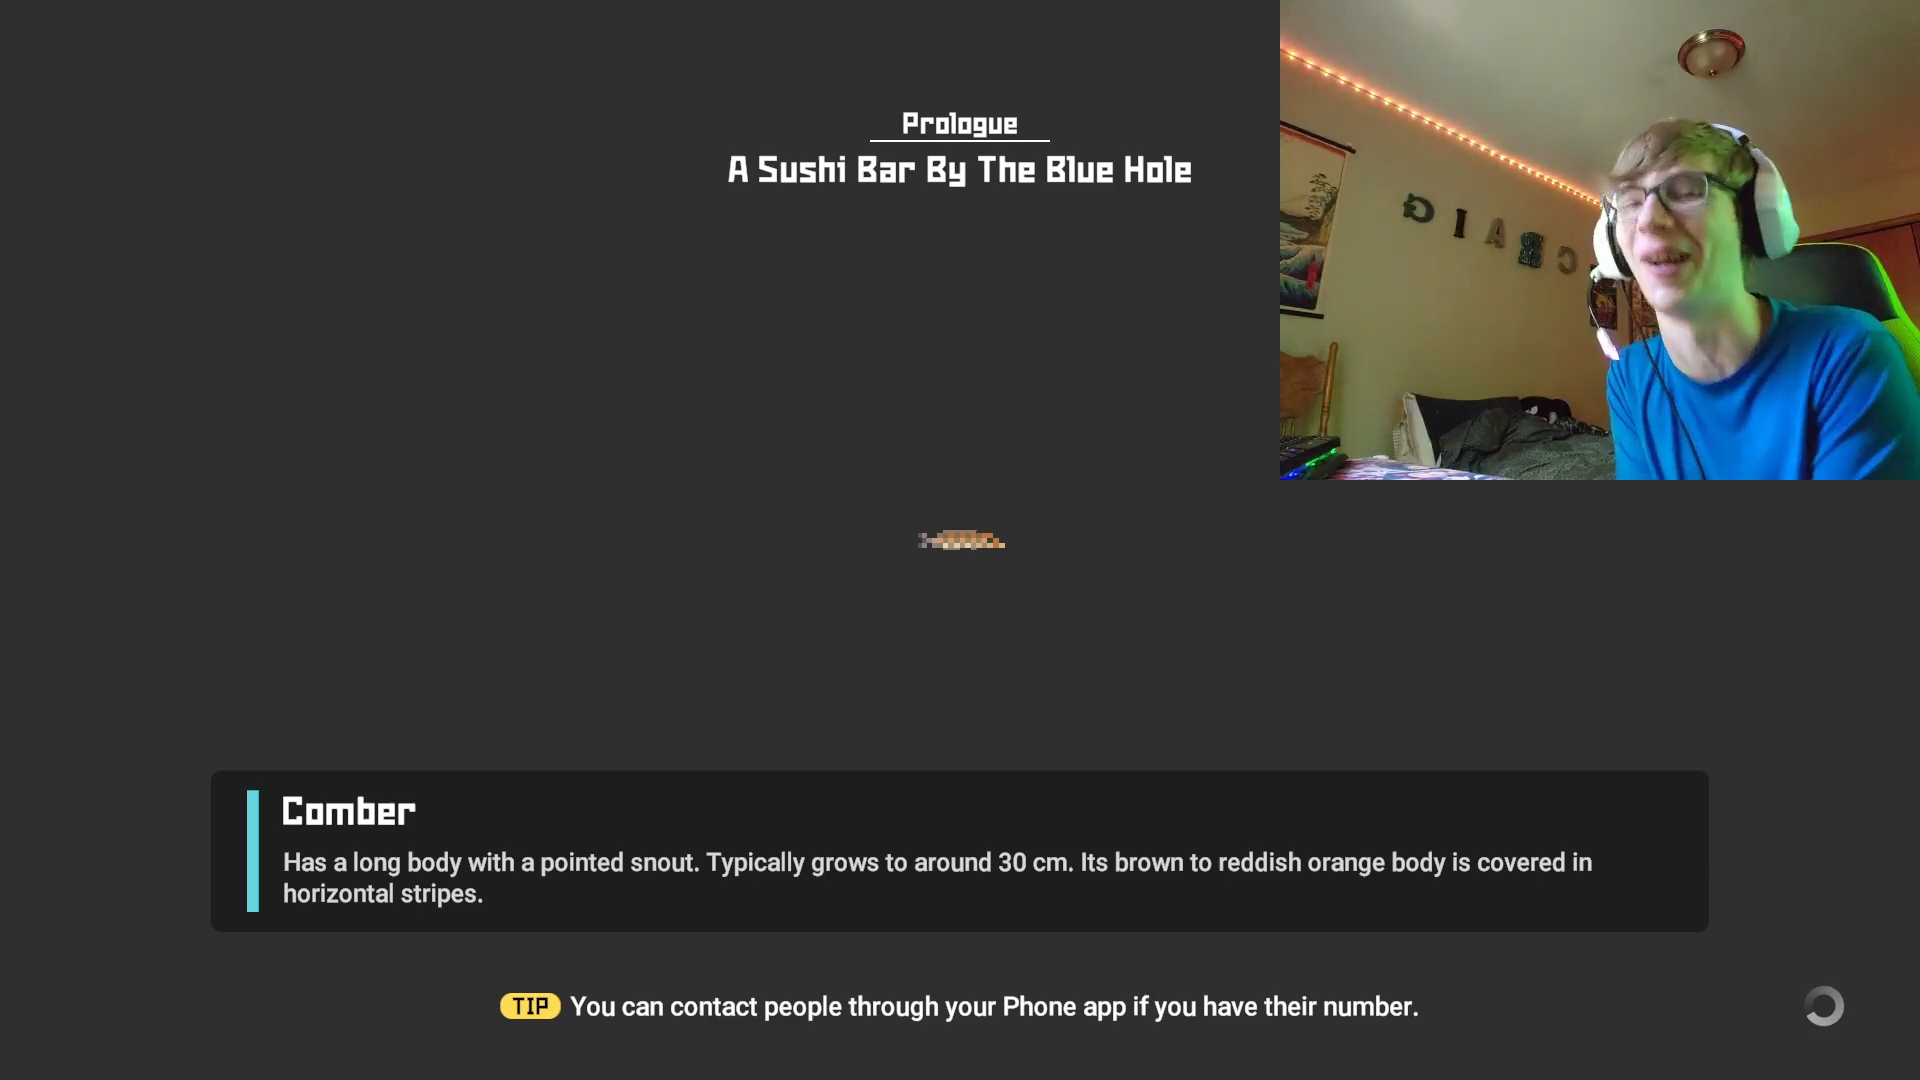 Prologue
A Sushi Bar By The Blue Hole
CRAIG
Comber
Has a long body with a pointed snout. Typically grows to around 30 cm. Its brown to reddish orange body is covered in
horizontal stripes.
TIP You can contact people through your Phone app if you have their number.